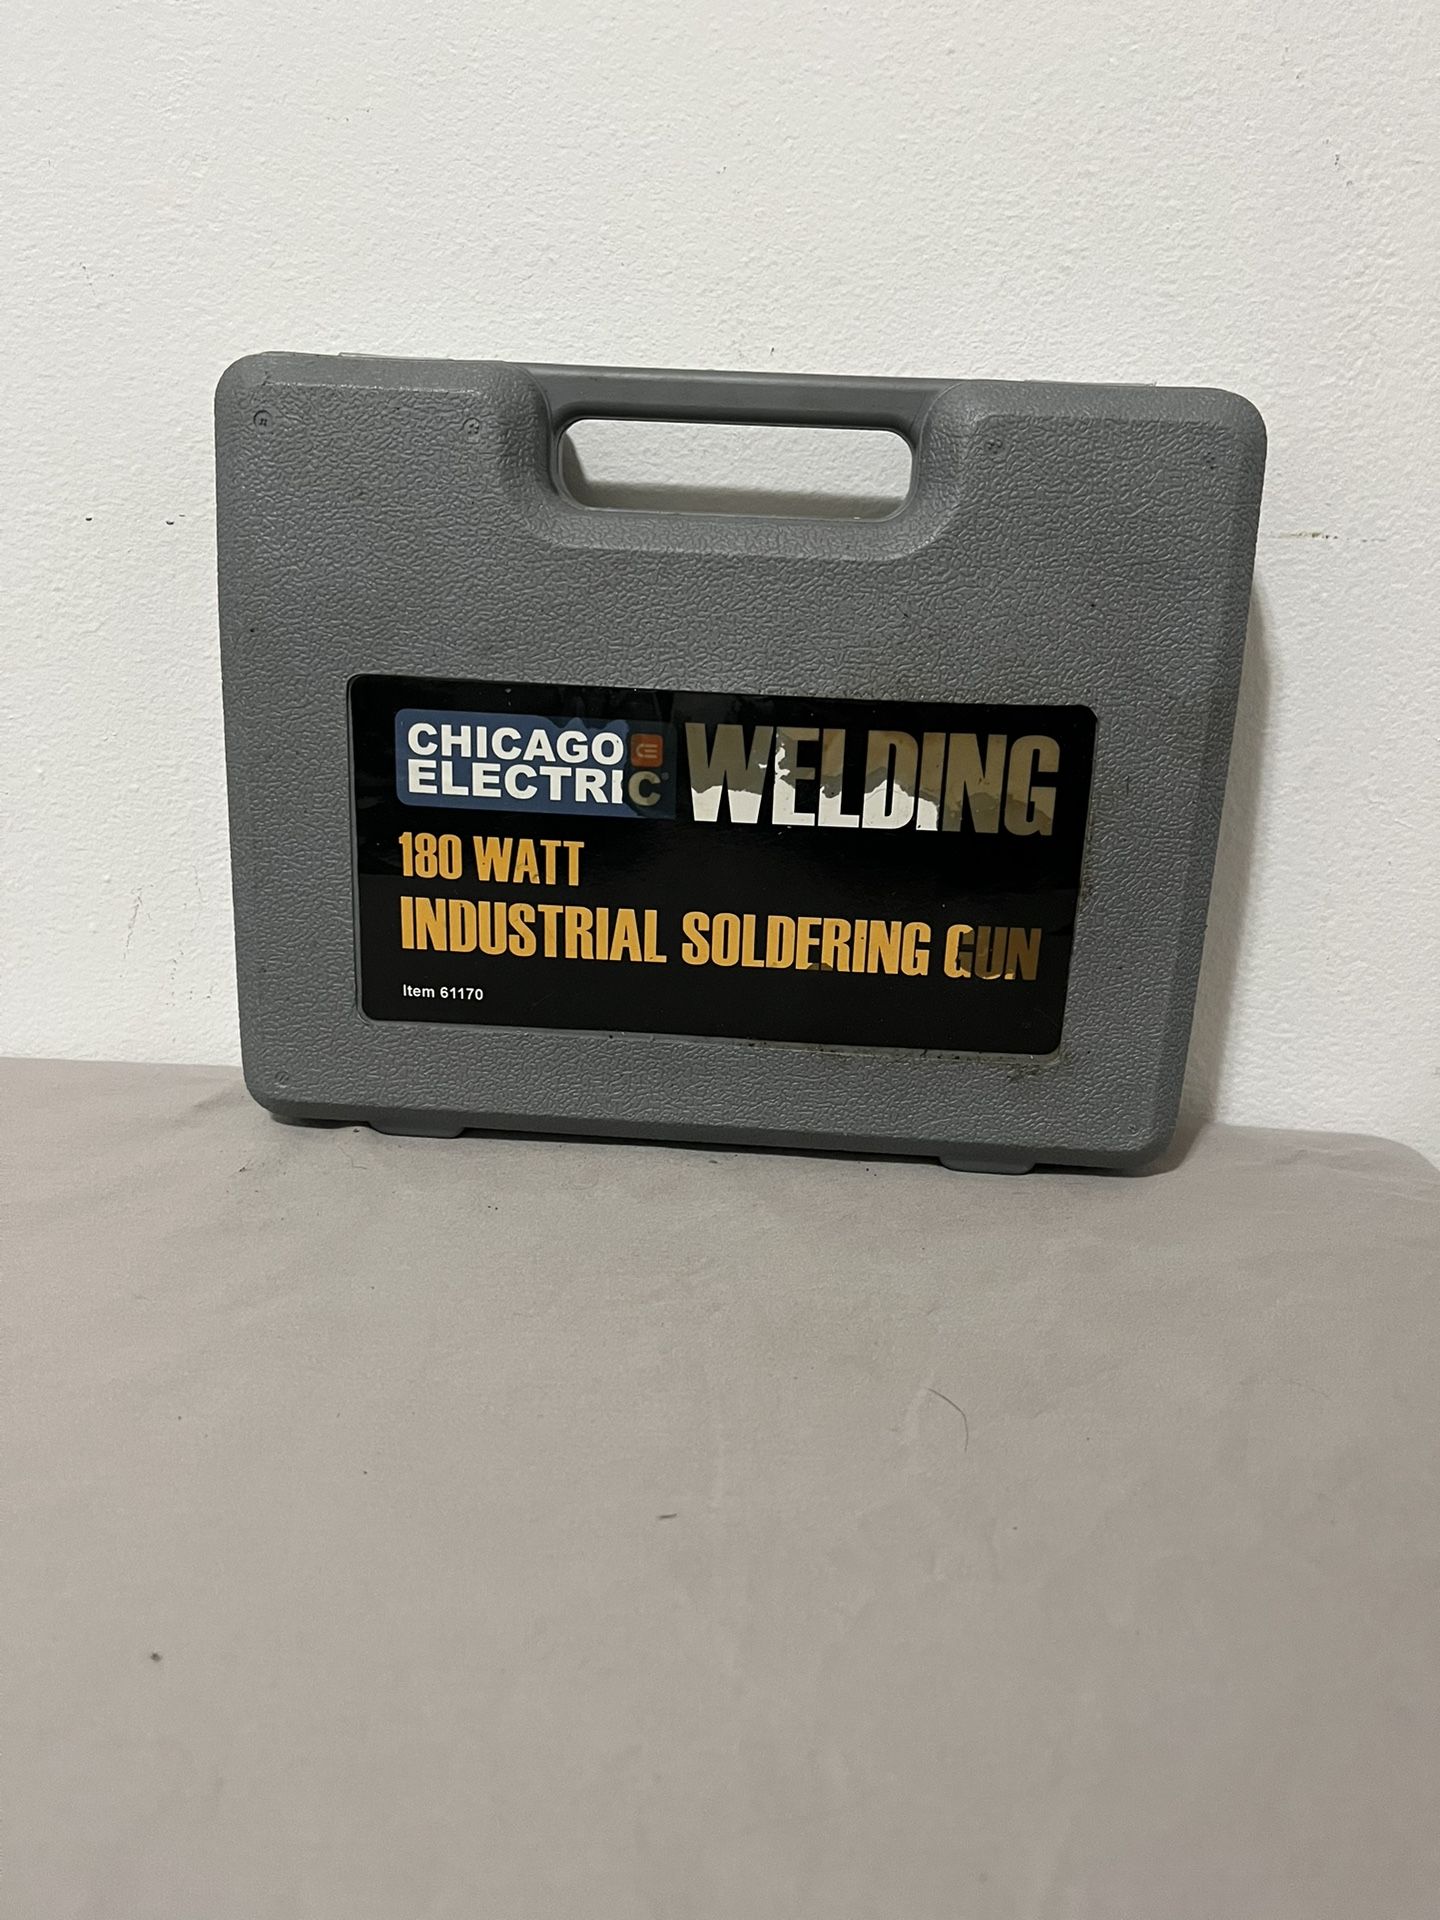 CHICAGO ELECTRIC WELDING
180 WATT
INDUSTRIAL SOLDERING GUN
Item 61170